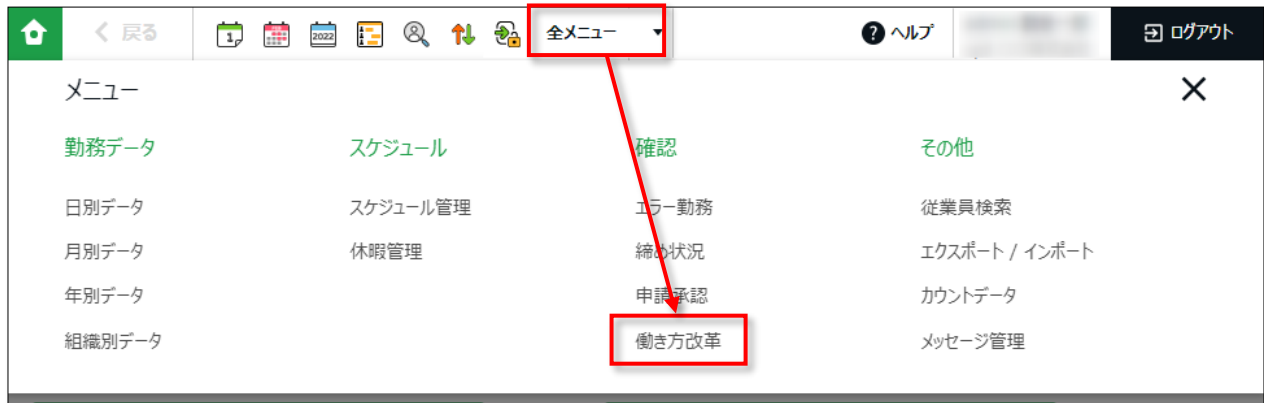 戻る 1 2022 全メニュー ヘルプ ログアウト
メニュー
勤務データ スケジュール 確認 その他
日別データ スケジュール管理 エラー勤務 従業員検索
月別データ 休暇管理 締め状況 エクスポート / インポート
年別データ 申請承認 カウントデータ
組織別データ 働き方改革 メッセージ管理